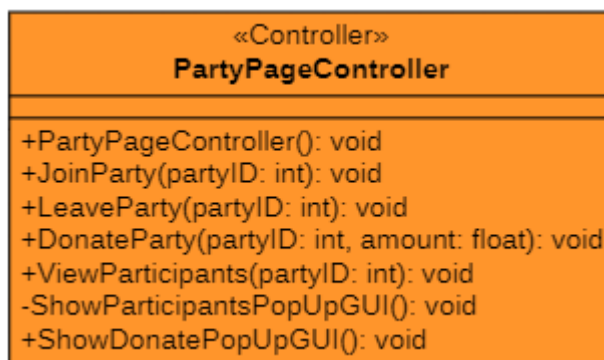 «Controller»
PartyPageController
+PartyPageController(): void
+JoinParty(partyID: int): void
+LeaveParty(partyID: int): void
+DonateParty(partyID: int, amount: float): void
+ViewParticipants(partyID: int): void
-ShowParticipantsPopUpGUI(): void
+ShowDonatePopUpGUI(): void